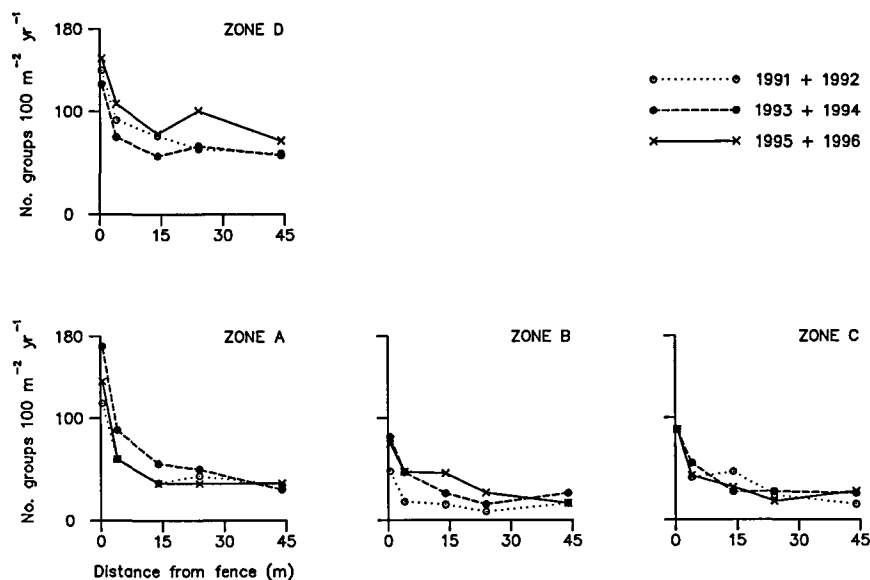 180
ZONE D
100
0
No. groups 100 m⁻² yr⁻¹
0 15 30 45
1991 + 1992
1993 + 1994
1995 + 1996
180
ZONE A
100
0
No. groups 100 m⁻² yr⁻¹
0 15 30 45
Distance from fence (m)
ZONE B
0 15 30 45
ZONE C
0 15 30 45